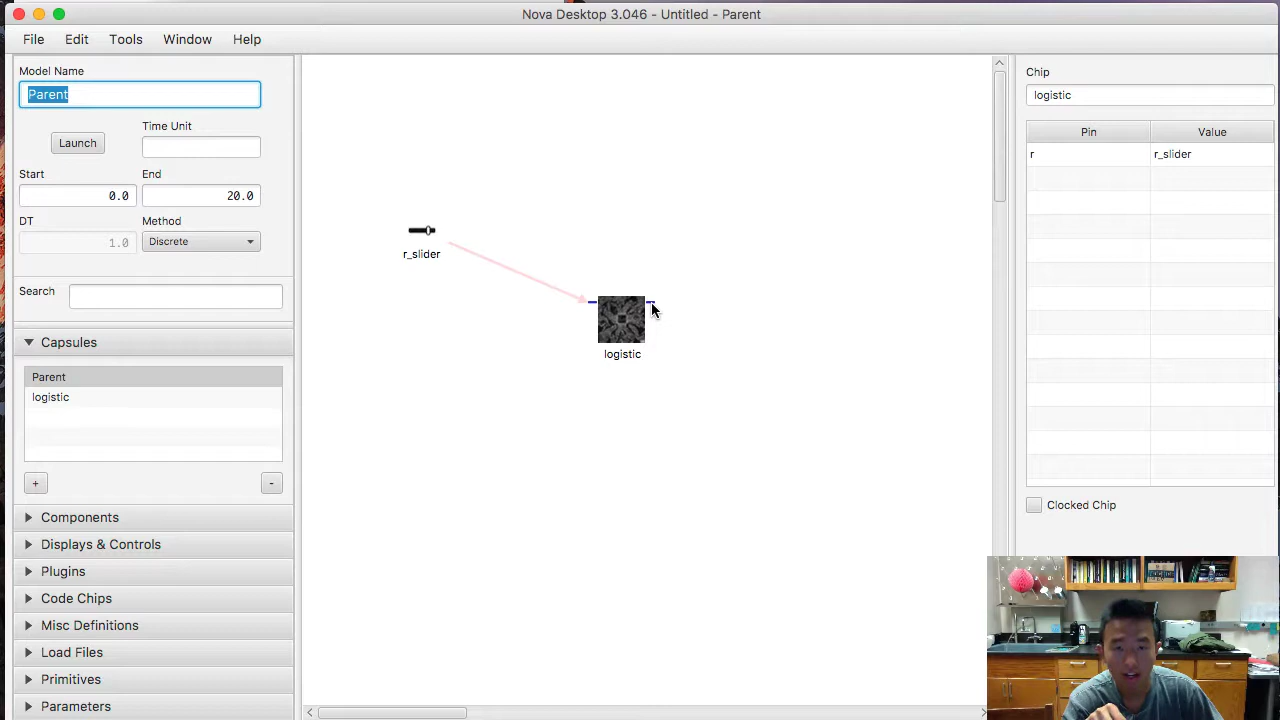 Nova Desktop 3.046 - Untitled - Parent
File Edit Tools Window Help
Model Name
Parent
Launch
Time Unit
Start
End
0.0
20.0
DT
Method
1.0
Discrete
Search
Capsules
Parent
logistic
+
-
Components
Displays & Controls
Plugins
Code Chips
Misc Definitions
Load Files
Primitives
Parameters
r_slider
logistic
Chip
logistic
Pin Value
r r_slider
Clocked Chip